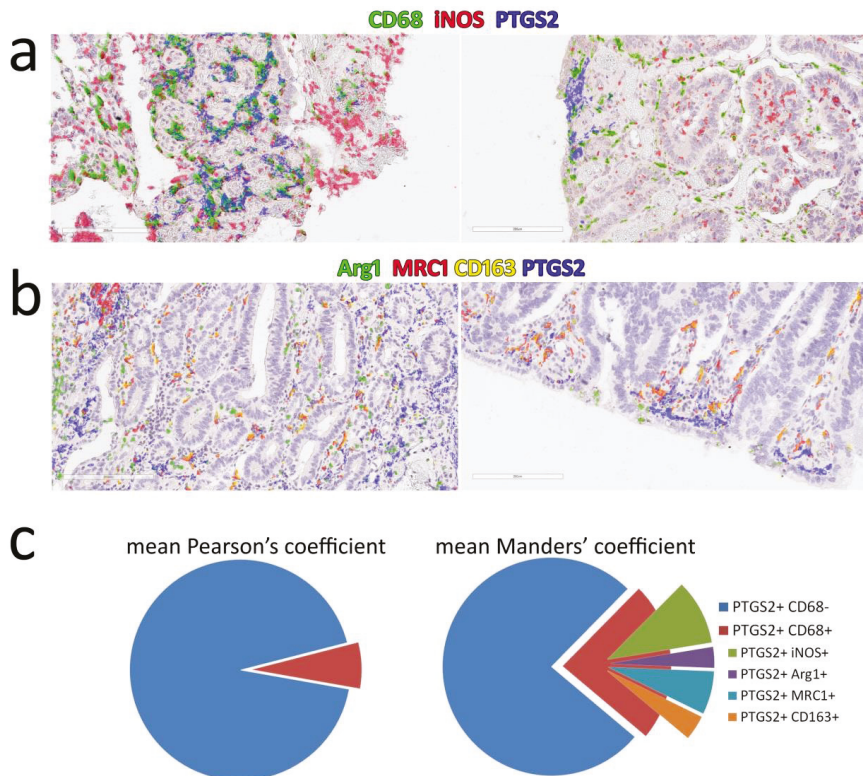 CD68 iNOS PTGS2
a
Arg1 MRC1 CD163 PTGS2
b
c
mean Pearson's coefficient
mean Manders' coefficient
PTGS2+ CD68-
PTGS2+ CD68+
PTGS2+ iNOS+
PTGS2+ Arg1+
PTGS2+ MRC1+
PTGS2+ CD163+